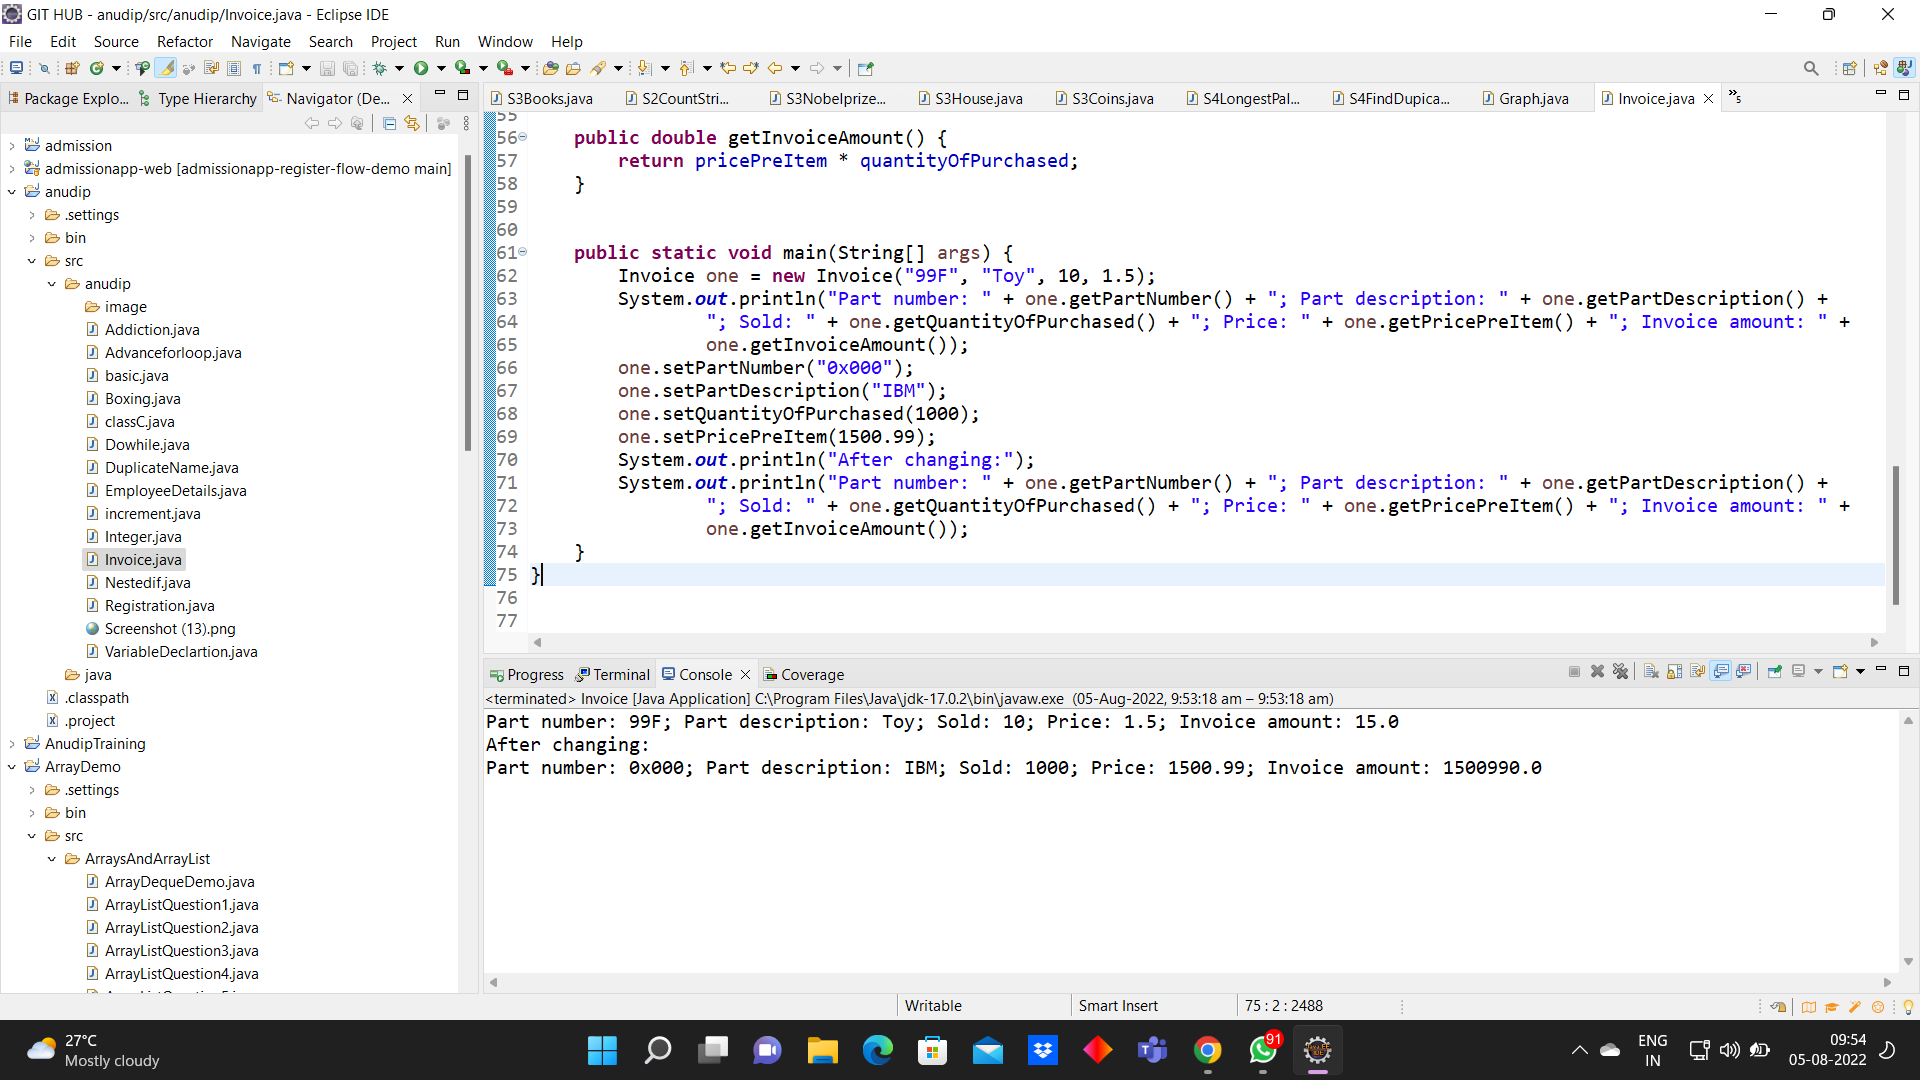 GIT HUB - anudip/src/anudip/Invoice.java - Eclipse IDE
File Edit Source Refactor Navigate Search Project Run Window Help
Package Explo... Type Hierarchy Navigator (De...
S3Books.java S2CountStri... S3Nobelprize... S3House.java S3Coins.java S4LongestPal... S4FindDupica... Graph.java Invoice.java »5
admission
admissionapp-web [admissionapp-register-flow-demo main]
anudip
.settings
bin
src
anudip
image
Addiction.java
Advanceforloop.java
basic.java
Boxing.java
classC.java
Dowhile.java
DuplicateName.java
EmployeeDetails.java
increment.java
Integer.java
Invoice.java
Nestedif.java
Registration.java
Screenshot (13).png
VariableDeclartion.java
java
.classpath
.project
AnudipTraining
ArrayDemo
.settings
bin
src
ArraysAndArrayList
ArrayDequeDemo.java
ArrayListQuestion1.java
ArrayListQuestion2.java
ArrayListQuestion3.java
ArrayListQuestion4.java
55
56 public double getInvoiceAmount() {
57 return pricePreItem * quantityOfPurchased;
58 }
59
60
61 public static void main(String[] args) {
62 Invoice one = new Invoice("99F", "Toy", 10, 1.5);
63 System.out.println("Part number: " + one.getPartNumber() + "; Part description: " + one.getPartDescription() +
64 "; Sold: " + one.getQuantityOfPurchased() + "; Price: " + one.getPricePreItem() + "; Invoice amount: " +
65 one.getInvoiceAmount());
66 one.setPartNumber("0x000");
67 one.setPartDescription("IBM");
68 one.setQuantityOfPurchased(1000);
69 one.setPricePreItem(1500.99);
70 System.out.println("After changing:");
71 System.out.println("Part number: " + one.getPartNumber() + "; Part description: " + one.getPartDescription() +
72 "; Sold: " + one.getQuantityOfPurchased() + "; Price: " + one.getPricePreItem() + "; Invoice amount: " +
73 one.getInvoiceAmount());
74 }
75 }
76
77
Progress Terminal Console Coverage
<terminated> Invoice [Java Application] C:\Program Files\Java\jdk-17.0.2\bin\javaw.exe (05-Aug-2022, 9:53:18 am – 9:53:18 am)
Part number: 99F; Part description: Toy; Sold: 10; Price: 1.5; Invoice amount: 15.0
After changing:
Part number: 0x000; Part description: IBM; Sold: 1000; Price: 1500.99; Invoice amount: 1500990.0
Writable Smart Insert 75 : 2 : 2488
27°C
Mostly cloudy
91
ENG
IN
09:54
05-08-2022